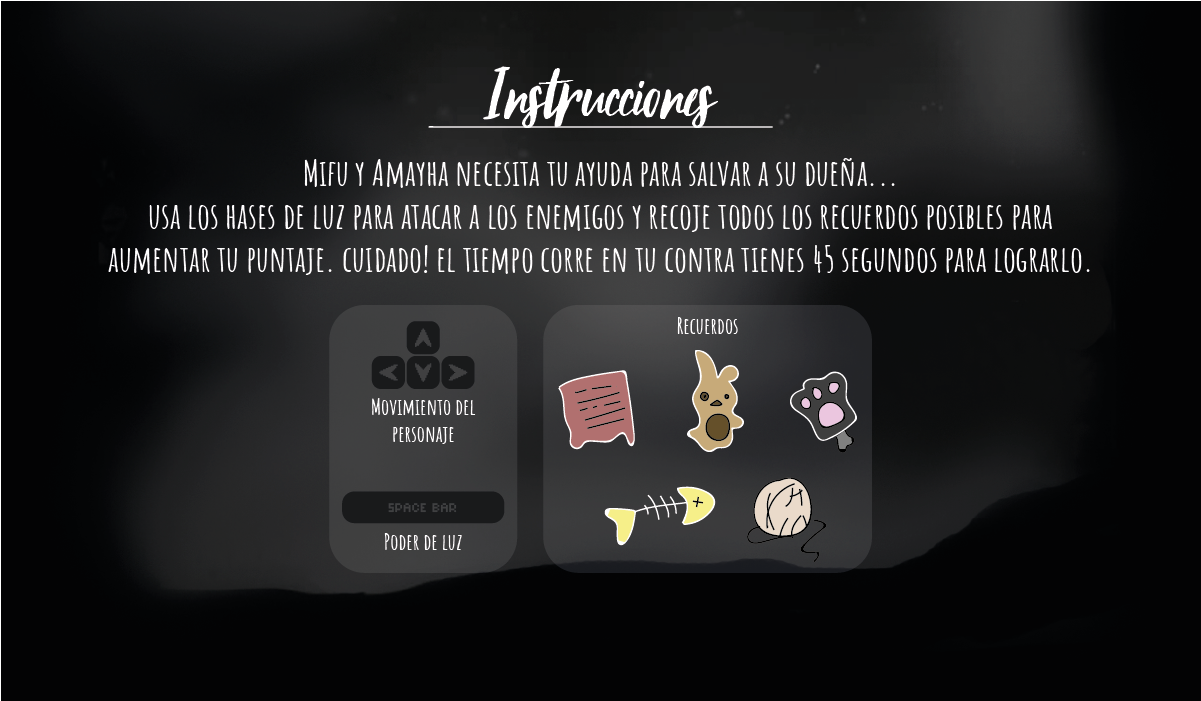 Instrucciones
Mifu y Amayha necesita tu ayuda para salvar a su dueña...
usa los hases de luz para atacar a los enemigos y recoje todos los recuerdos posibles para
aumentar tu puntaje. cuidado! el tiempo corre en tu contra tienes 45 segundos para lograrlo.
Movimiento del
personaje
SPACE BAR
Poder de luz
Recuerdos